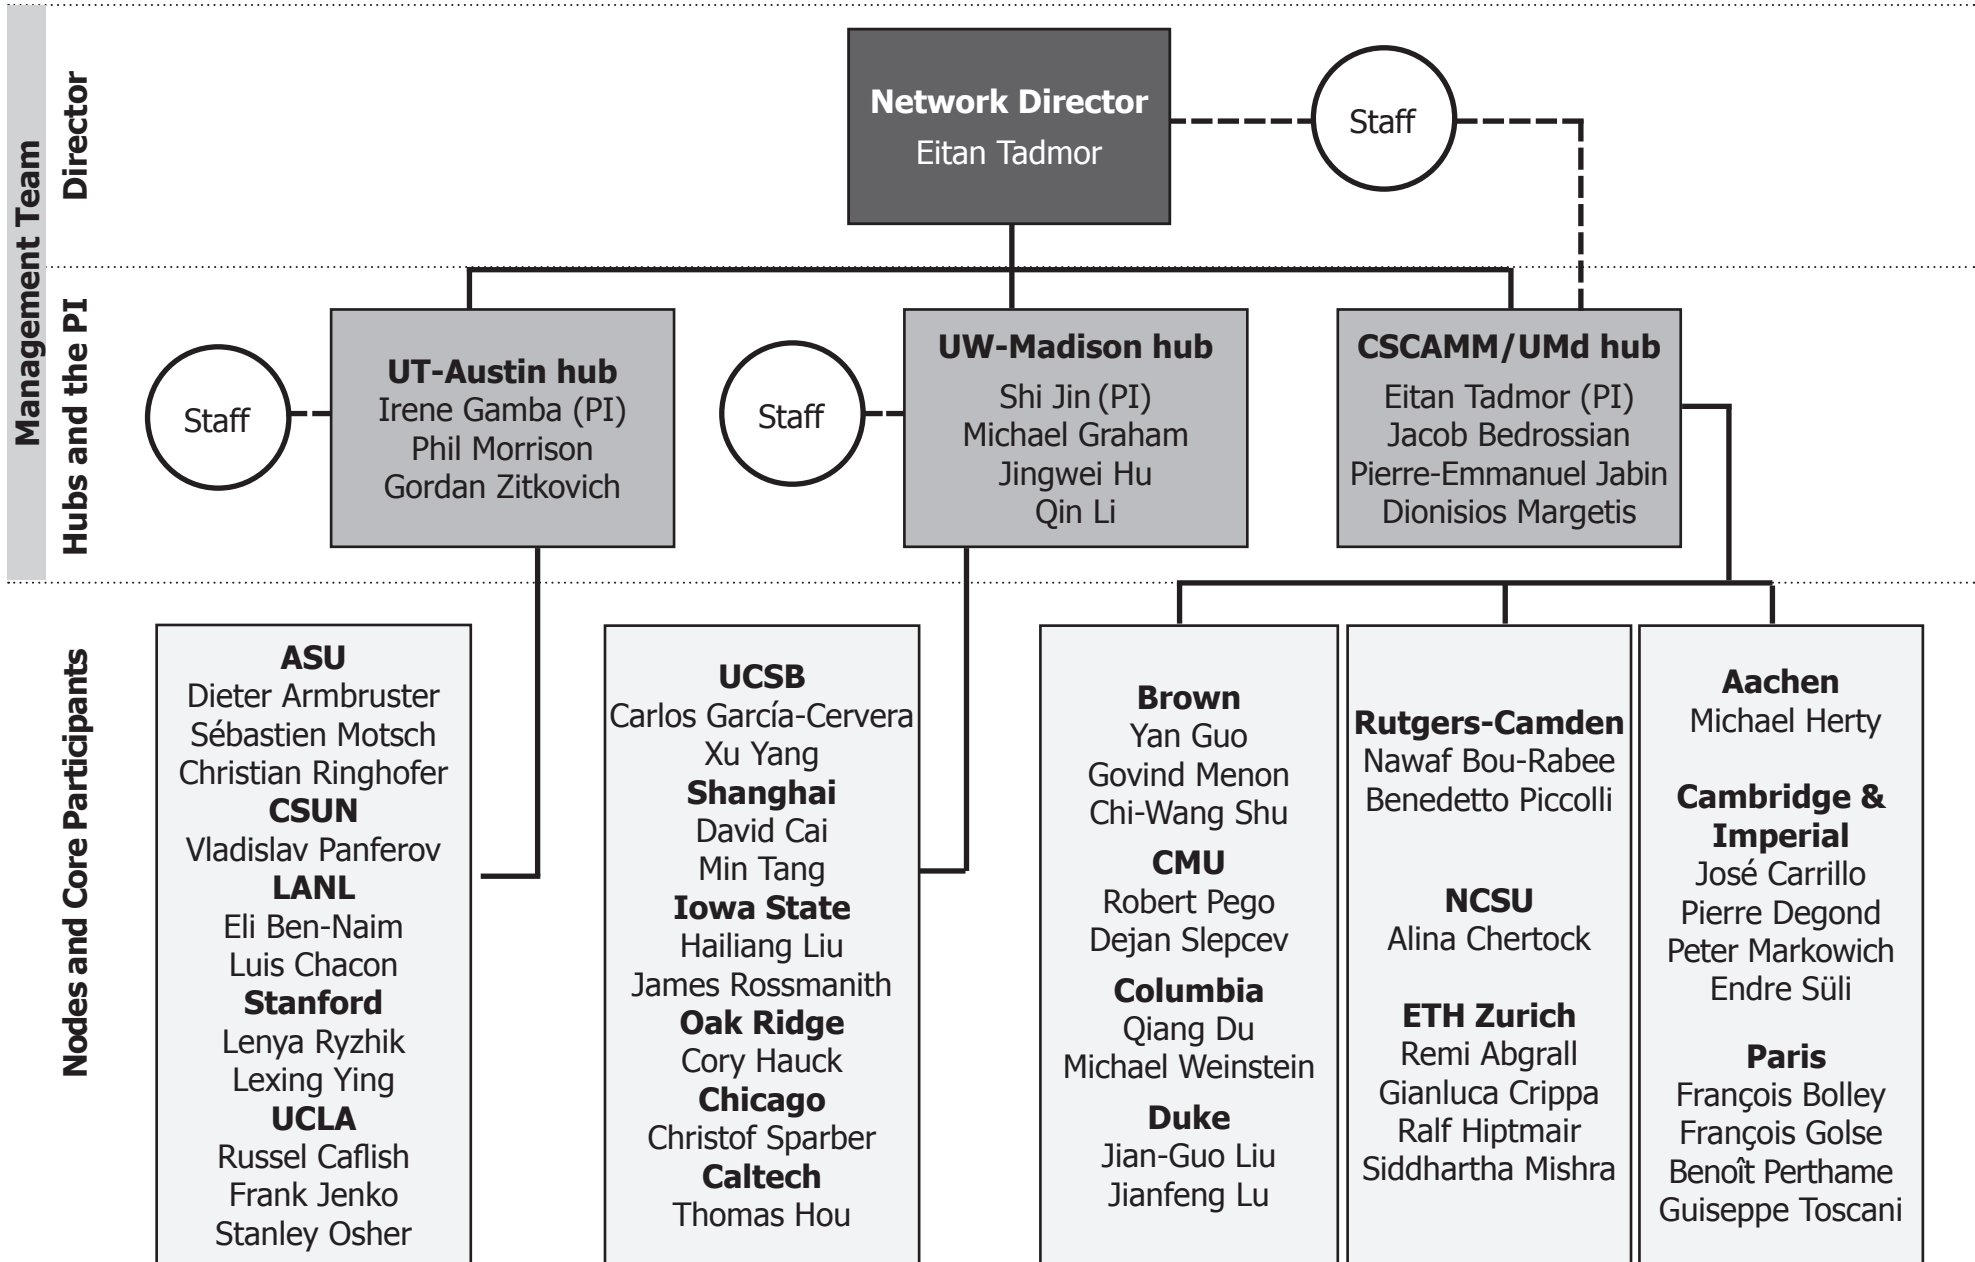 Management Team
Director
Network Director
Eitan Tadmor
Staff
Hubs and the PI
Staff
UT-Austin hub
Irene Gamba (PI)
Phil Morrison
Gordan Zitkovich
Staff
UW-Madison hub
Shi Jin (PI)
Michael Graham
Jingwei Hu
Qin Li
CSCAMM/UMd hub
Eitan Tadmor (PI)
Jacob Bedrossian
Pierre-Emmanuel Jabin
Dionisios Margetis
Nodes and Core Participants
ASU
Dieter Armbruster
Sébastien Motsch
Christian Ringhofer
CSUN
Vladislav Panferov
LANL
Eli Ben-Naim
Luis Chacon
Stanford
Lenya Ryzhik
Lexing Ying
UCLA
Russel Caflish
Frank Jenko
Stanley Osher
UCSB
Carlos García-Cervera
Xu Yang
Shanghai
David Cai
Min Tang
Iowa State
Hailiang Liu
James Rossmanith
Oak Ridge
Cory Hauck
Chicago
Christof Sparber
Caltech
Thomas Hou
Brown
Yan Guo
Govind Menon
Chi-Wang Shu
CMU
Robert Pego
Dejan Slepcev
Columbia
Qiang Du
Michael Weinstein
Duke
Jian-Guo Liu
Jianfeng Lu
Rutgers-Camden
Nawaf Bou-Rabee
Benedetto Piccolli
NCSU
Alina Chertock
ETH Zurich
Remi Abgrall
Gianluca Crippa
Ralf Hiptmair
Siddhartha Mishra
Aachen
Michael Herty
Cambridge &
Imperial
José Carrillo
Pierre Degond
Peter Markowich
Endre Süli
Paris
François Bolley
François Golse
Benoît Perthame
Guiseppe Toscani